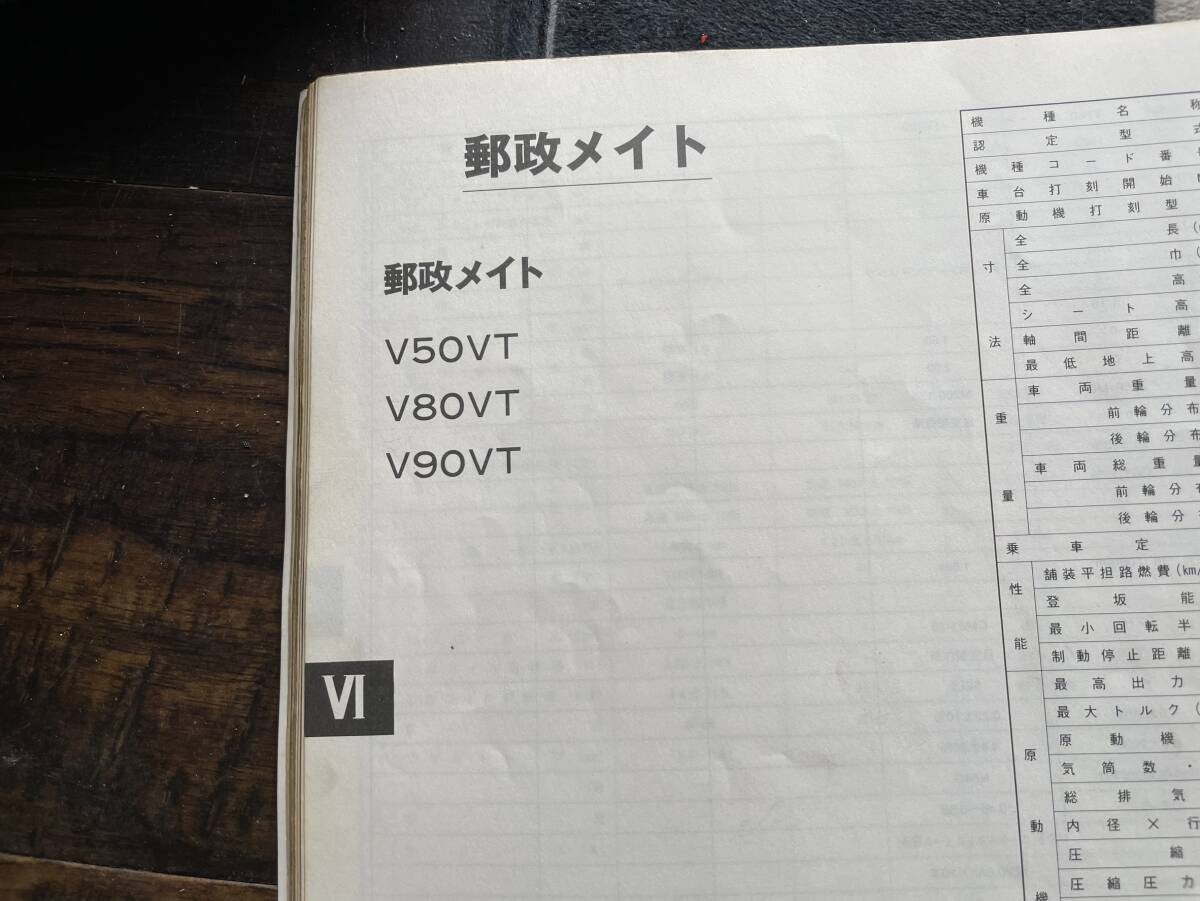 郵政メイト
郵政メイト
V50VT
V80VT
V90VT
VI
機種名称
認定型式
機種コード番号
車台打刻開始
原動機打刻型
寸法
全長
全巾
全高
シート高
軸間距離
最低地上高
重量
車両重量
前輪分布
後輪分布
車両総重量
前輪分布
後輪分
乗車定
性能
舗装平担路燃費(km/
登坂能
最小回転半
制動停止距離
原動機
最高出力
最大トルク(
原動機
気筒数・
総排気
内径×行
圧縮
圧縮圧力